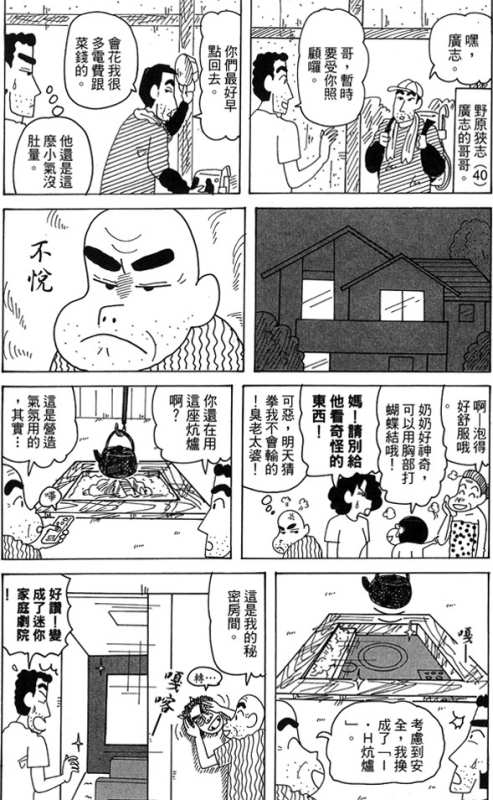 嘿，
廣志。
野原狹志（40）
廣志的哥哥。
哥，暫時
要受你照
顧囉。
你們最好早
點回去。
會花我很
多電費跟
菜錢的。
他還是這
麼小氣沒
肚量。
不悅
啊，泡得
好舒服哦
奶奶好神奇，
可以用胸部打
蝴蝶結哦！
媽！請別給
他看奇怪的
東西！
可惡，明天猜
拳我不會輸的
！臭老太婆！
你還在用
這座炕爐
啊？
這是營造
氣氛用的
，其實…
嗶
嘎—
考慮到安
全，我換
成了「I
．H炕爐
」。
這是我的秘
密房間。
轉…
嘎喀—
好讚！變
成了迷你
家庭劇院
！